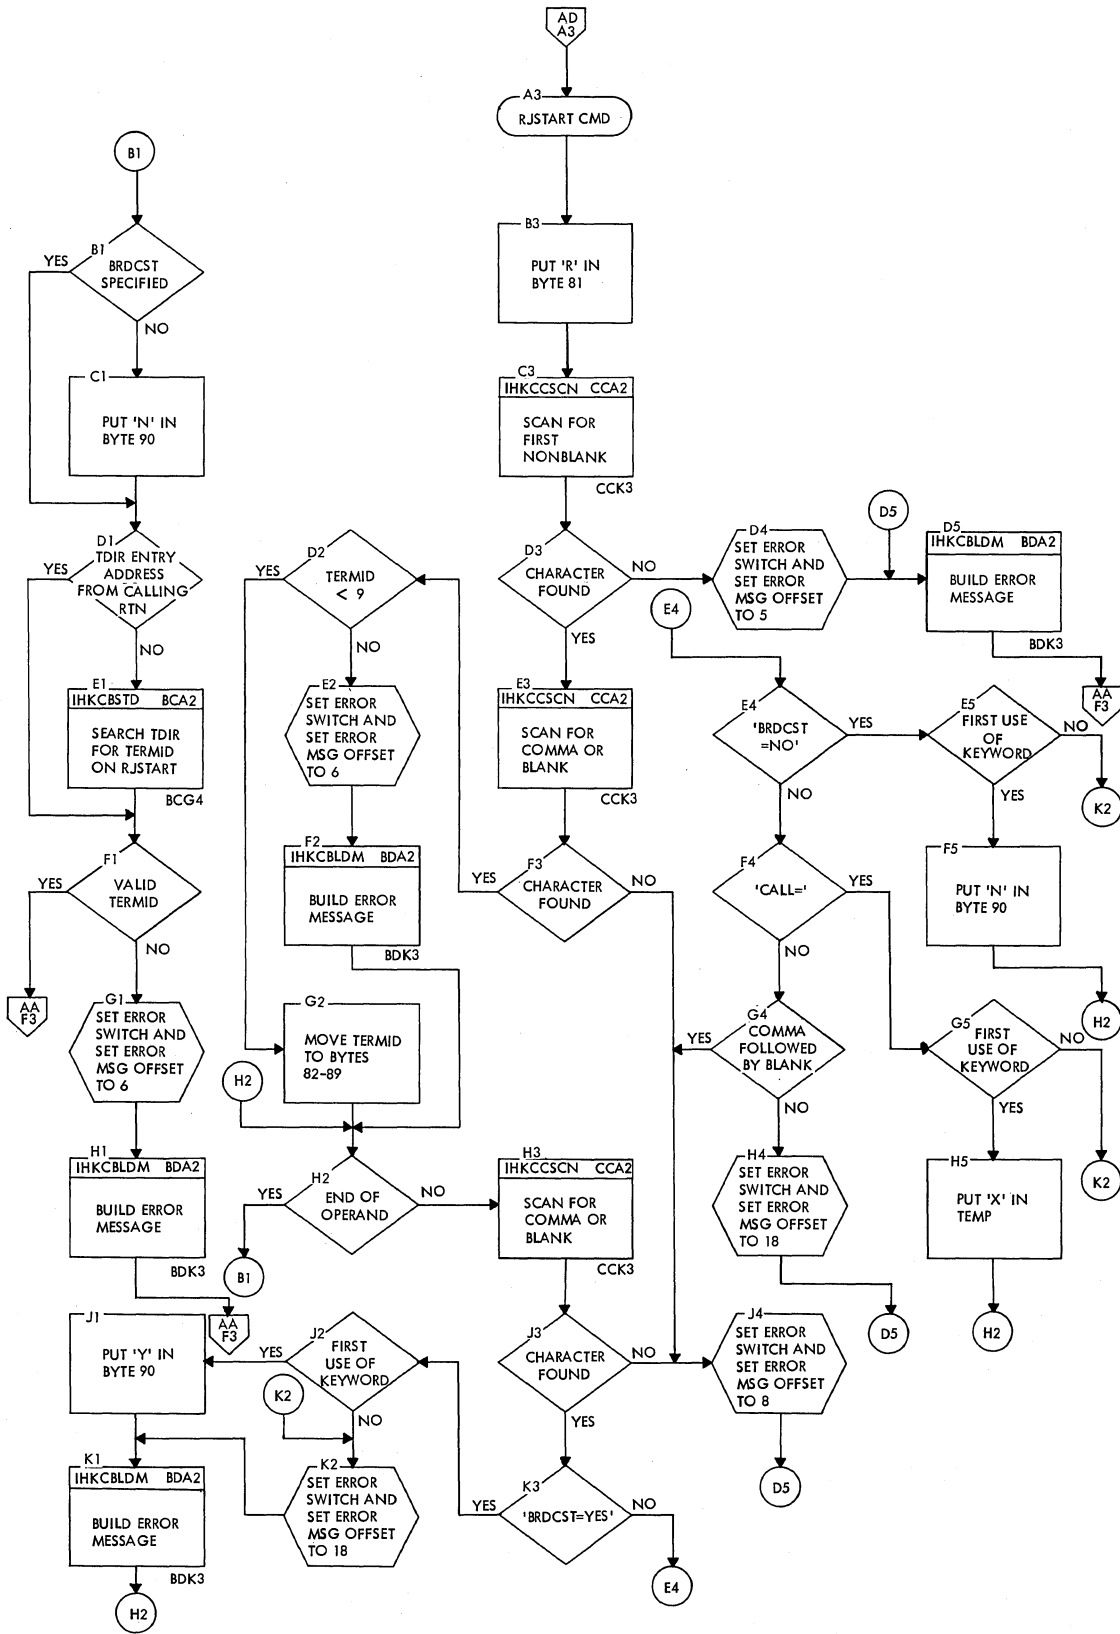 AD
A3
A3
RJSTART CMD
B1
B1
BRDCST
SPECIFIED
YES
NO
B3
PUT 'R' IN
BYTE 81
C1
PUT 'N' IN
BYTE 90
C3
IHKCCSCN CCA2
SCAN FOR
FIRST
NONBLANK
CCK3
D1
TDIR ENTRY
ADDRESS
FROM CALLING
RTN
YES
NO
D2
TERMID
< 9
YES
NO
D3
CHARACTER
FOUND
NO
YES
D4
SET ERROR
SWITCH AND
SET ERROR
MSG OFFSET
TO 5
D5
D5
IHKCBLDM BDA2
BUILD ERROR
MESSAGE
BDK3
AA
F3
E4
E1
IHKCBSTD BCA2
SEARCH TDIR
FOR TERMID
ON RJSTART
BCG4
E2
SET ERROR
SWITCH AND
SET ERROR
MSG OFFSET
TO 6
E3
IHKCCSCN CCA2
SCAN FOR
COMMA OR
BLANK
CCK3
E4
'BRDCST
=NO'
YES
NO
E5
FIRST USE
OF
KEYWORD
NO
YES
K2
F1
VALID
TERMID
YES
NO
AA
F3
F2
IHKCBLDM BDA2
BUILD ERROR
MESSAGE
BDK3
F3
CHARACTER
FOUND
YES
NO
F4
'CALL='
YES
NO
F5
PUT 'N' IN
BYTE 90
H2
G1
SET ERROR
SWITCH AND
SET ERROR
MSG OFFSET
TO 6
G2
MOVE TERMID
TO BYTES
82-89
H2
G4
COMMA
FOLLOWED
BY BLANK
YES
NO
G5
FIRST
USE OF
KEYWORD
NO
YES
K2
H1
IHKCBLDM BDA2
BUILD ERROR
MESSAGE
BDK3
AA
F3
H2
END OF
OPERAND
YES
NO
B1
H3
IHKCCSCN CCA2
SCAN FOR
COMMA OR
BLANK
CCK3
H4
SET ERROR
SWITCH AND
SET ERROR
MSG OFFSET
TO 18
D5
H5
PUT 'X' IN
TEMP
H2
J1
PUT 'Y' IN
BYTE 90
J2
FIRST
USE OF
KEYWORD
YES
NO
K2
J3
CHARACTER
FOUND
NO
YES
J4
SET ERROR
SWITCH AND
SET ERROR
MSG OFFSET
TO 8
D5
K1
IHKCBLDM BDA2
BUILD ERROR
MESSAGE
BDK3
H2
K2
SET ERROR
SWITCH AND
SET ERROR
MSG OFFSET
TO 18
K3
'BRDCST=YES'
YES
NO
E4